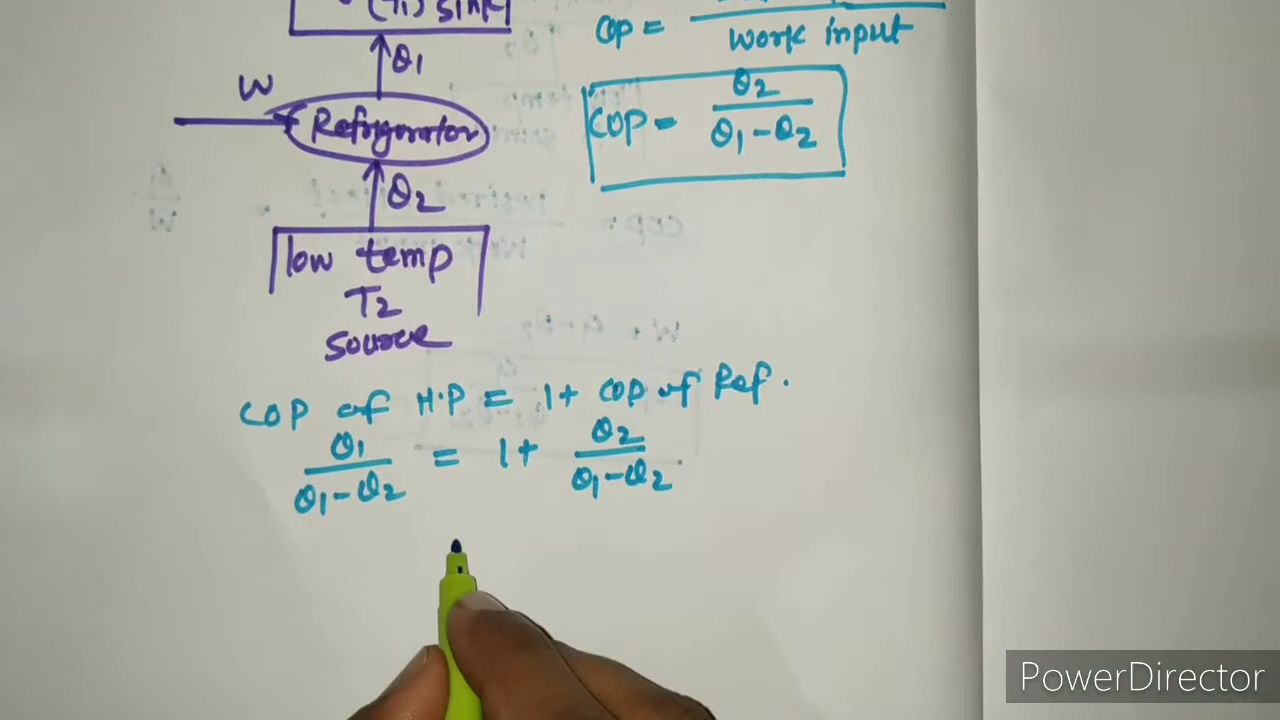 (T1) sink
Q1
W
Refrigerator
Q2
low temp
T2
source
COP =
work input
COP = Q2 / Q1-Q2
COP of H.P = 1 + COP of Ref.
Q1 / Q1-Q2 = 1 + Q2 / Q1-Q2
PowerDirector